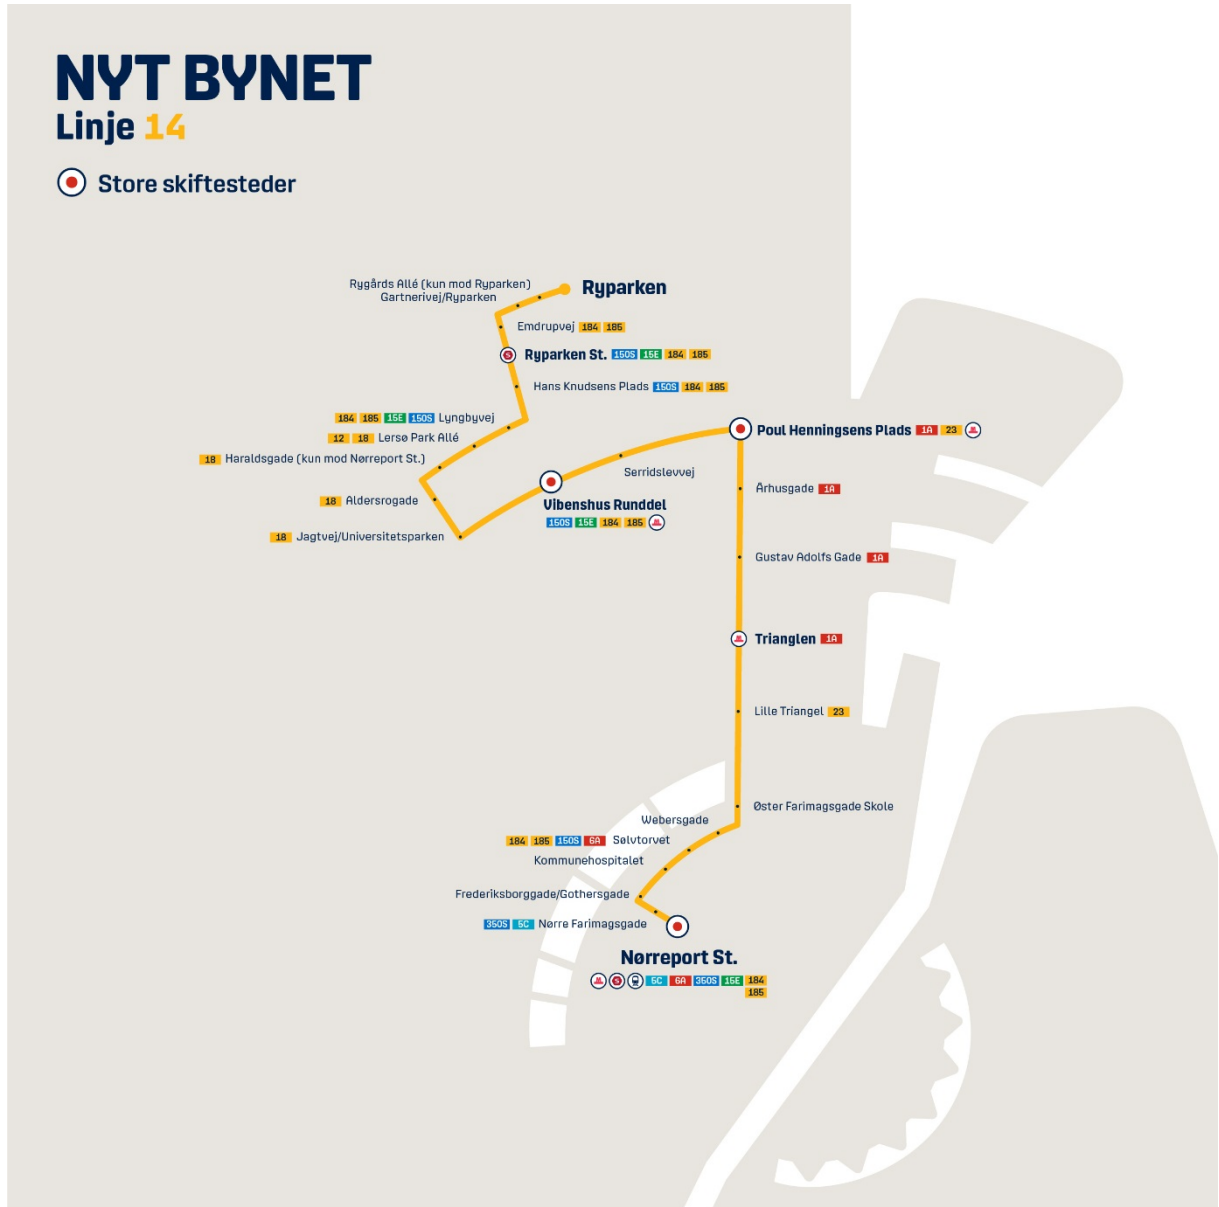 NYT BYNET
Linje 14
Store skiftesteder
Rygårds Allé (kun mod Ryparken)
Ryparken
Gartnerivej/Ryparken
Emdrupvej 184 185
Ryparken St. 150S 15E 184 185
Hans Knudsens Plads 150S 184 185
184 185 15E 150S Lyngbyvej
12 18 Lersø Park Allé
Poul Henningsens Plads 1A 23
18 Haraldsgade (kun mod Nørreport St.)
Serridslevvej
Århusgade 1A
18 Aldersrogade
Vibenshus Runddel
150S 15E 184 185
18 Jagtvej/Universitetsparken
Gustav Adolfs Gade 1A
Trianglen 1A
Lille Triangel 23
Øster Farimagsgade Skole
Webersgade
184 185 150S 6A Sølvtorvet
Kommunehospitalet
Frederiksborggade/Gothersgade
350S 5C Nørre Farimagsgade
Nørreport St.
5C 6A 350S 15E 184
185